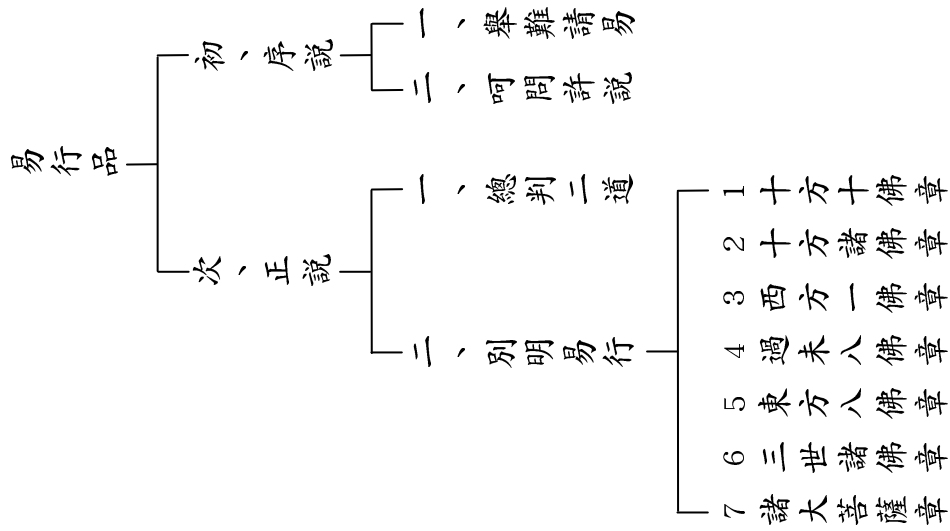 易行品
初、序説
一、舉難請易
二、呵問許説
次、正説
一、總判二道
二、別明易行
1 十方十佛章
2 十方諸佛章
3 西方一佛章
4 過未八佛章
5 東方八佛章
6 三世諸佛章
7 諸大菩薩章